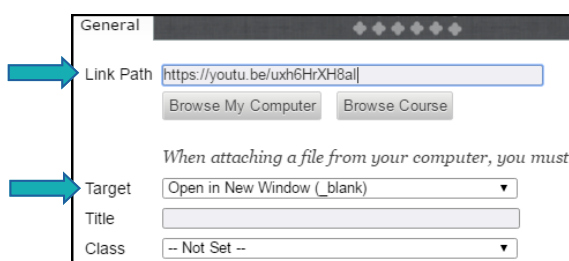 General
Link Path https://youtu.be/uxh6HrXH8aI
Browse My Computer Browse Course
When attaching a file from your computer, you must
Target Open in New Window (_blank)
Title
Class -- Not Set --